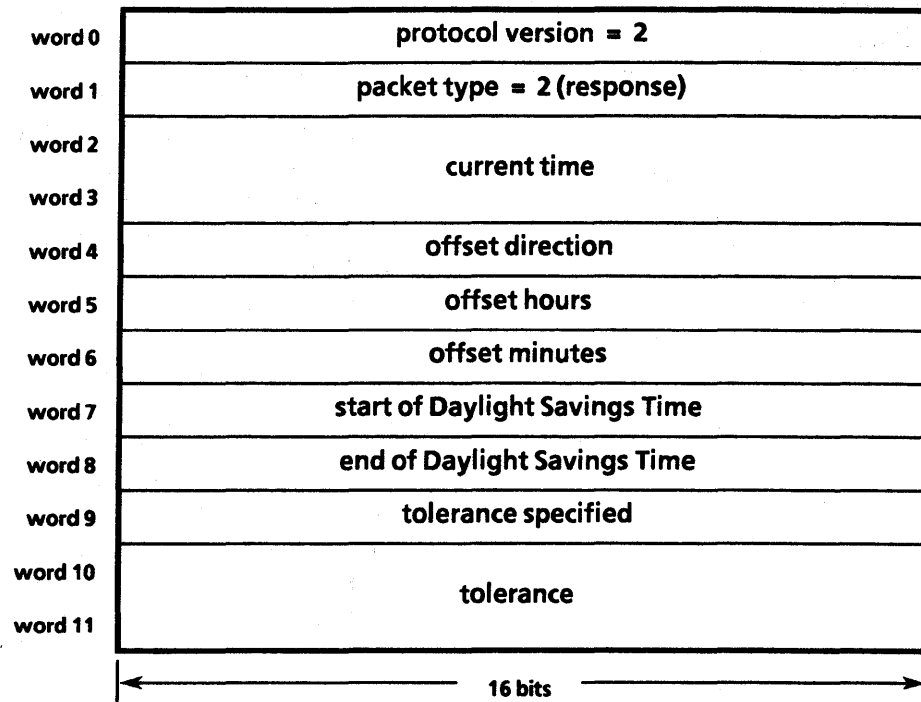 word 0 protocol version = 2
word 1 packet type = 2 (response)
word 2
current time
word 3
word 4 offset direction
word 5 offset hours
word 6 offset minutes
word 7 start of Daylight Savings Time
word 8 end of Daylight Savings Time
word 9 tolerance specified
word 10
tolerance
word 11
16 bits